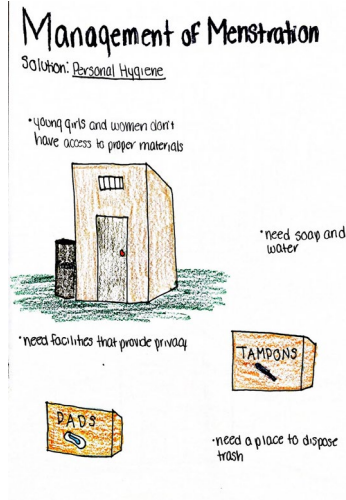 Management of Menstration
Solution: Personal Hygiene
•young girls and women don't
have access to proper materials
•need soap and
water
•need facilities that provide privacy
TAMPONS
PADS
•need a place to dispose
trash